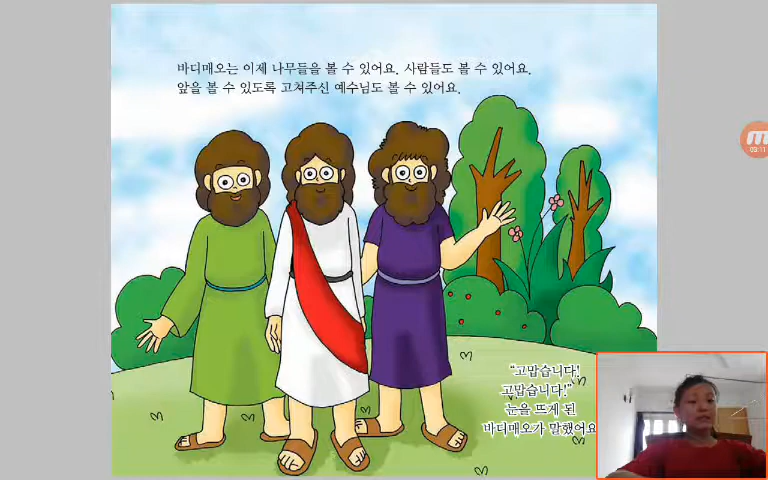 바디매오는 이제 나무들을 볼 수 있어요. 사람들도 볼 수 있어요.
앞을 볼 수 있도록 고쳐주신 예수님도 볼 수 있어요.
“고맙습니다!
고맙습니다!”
눈을 뜨게 된
바디매오가 말했어요
00:11